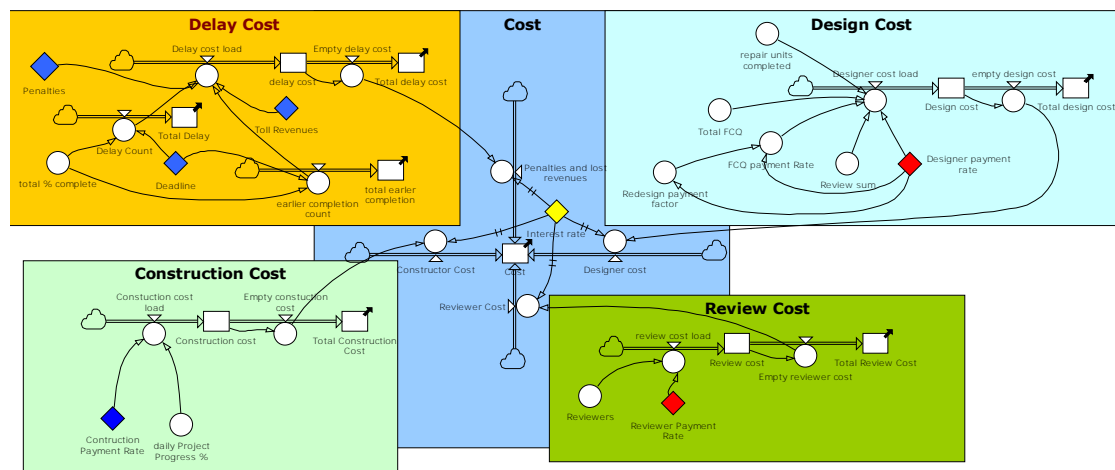 Delay Cost
Delay cost load
Empty delay cost
Penalties
delay cost
Total delay cost
Total Delay
Toll Revenues
Delay Count
total % complete
Deadline
earlier completion
count
total earler
completion
Cost
Penalties and lost
revenues
Interest rate
Constructor Cost
Cost
Designer cost
Reviewer Cost
Design Cost
repair units
completed
Designer cost load
empty design cost
Design cost
Total design cost
Total FCQ
FCQ payment Rate
Review sum
Designer payment
rate
Redesign payment
factor
Construction Cost
Constuction cost
load
Empty constuction
cost
Construction cost
Total Construction
Cost
Contruction
Payment Rate
daily Project
Progress %
Review Cost
review cost load
Review cost
Total Review Cost
Empty reviewer cost
Reviewers
Reviewer Payment
Rate